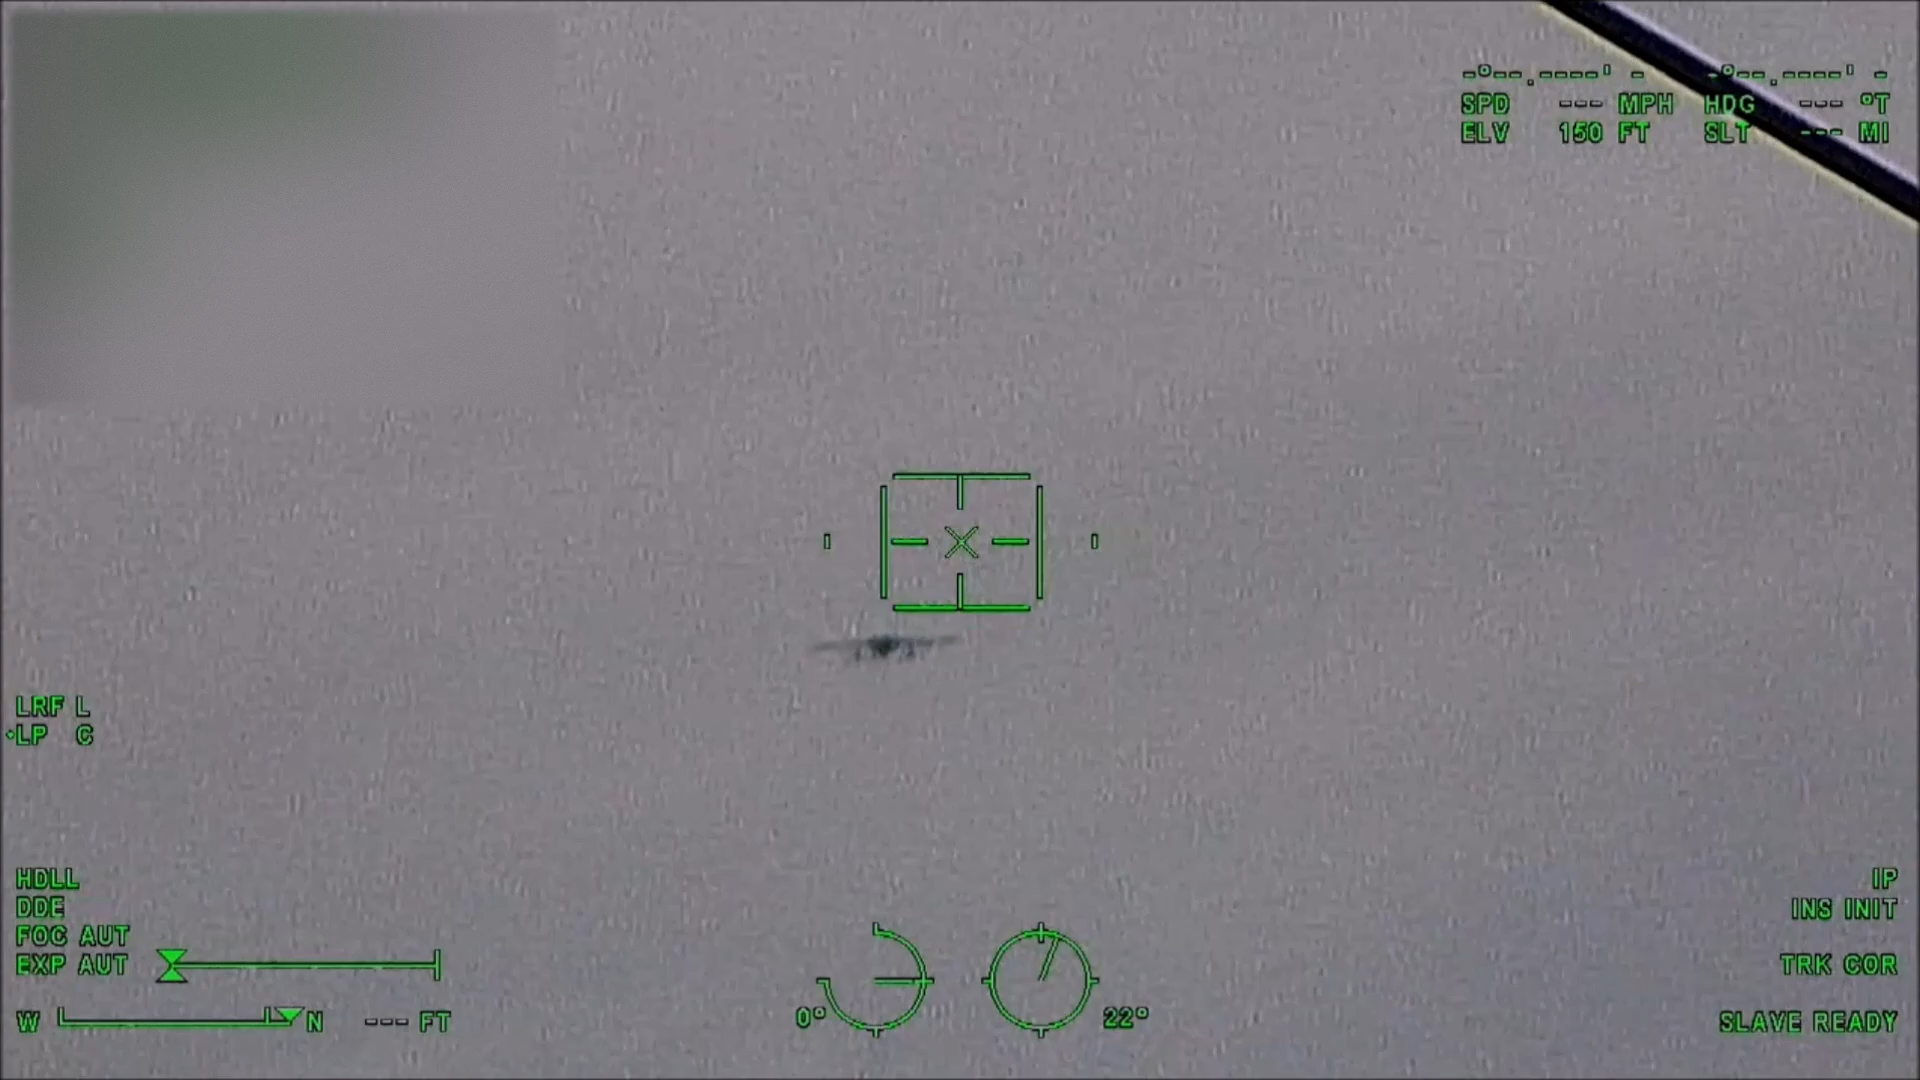 -°--.----' - -°--.----' -
SPD --- MPH HDG --- °T
ELV 150 FT SLT --- MI
LRF L
LP C
HDLL
DDE
FOC AUT
EXP AUT
W N --- FT
0°
22°
IP
INS INIT
TRK COR
SLAVE READY